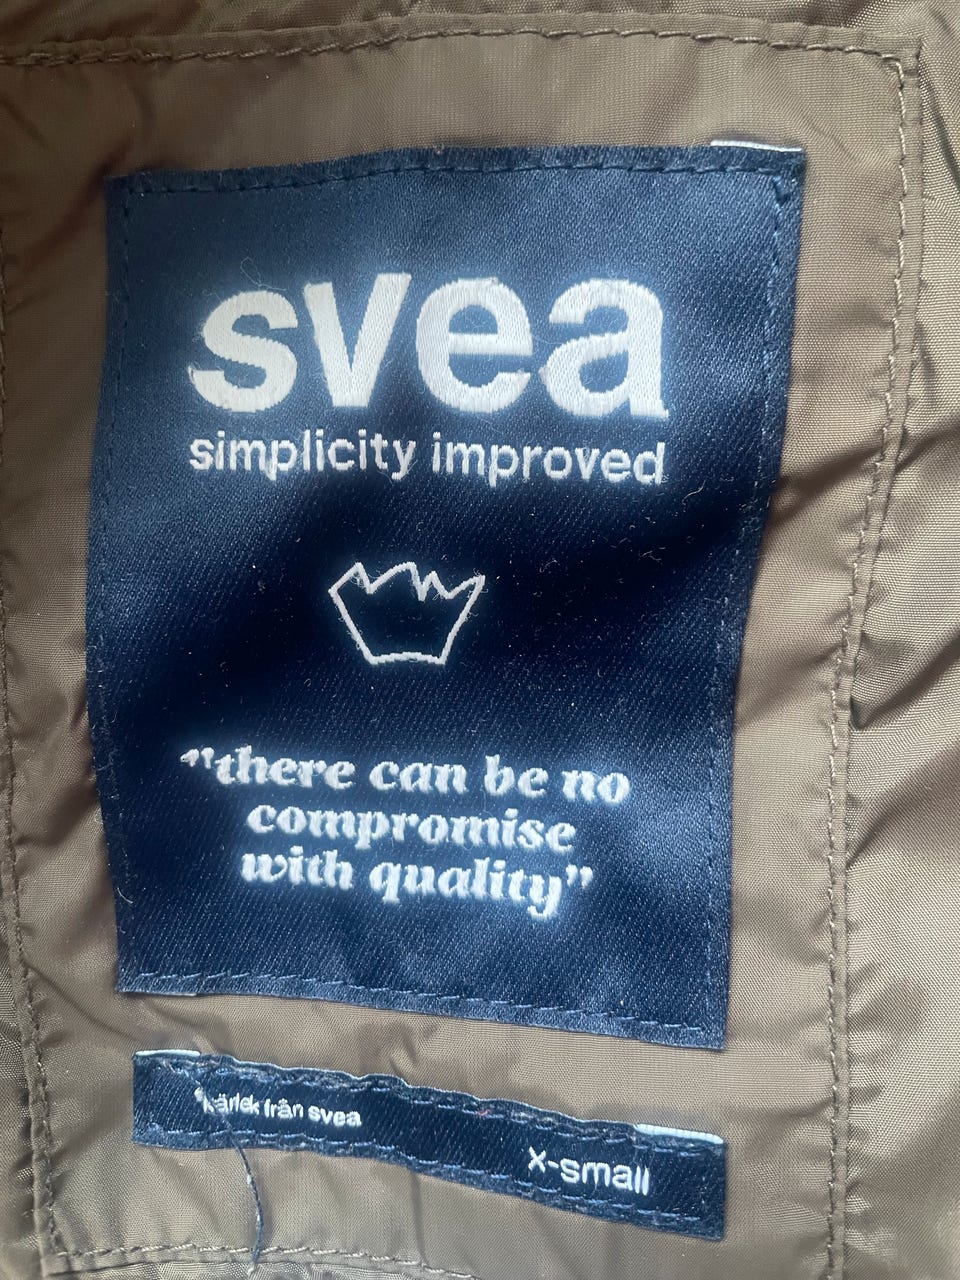 svea
simplicity improved
"there can be no
compromise
with quality"
kärlek från svea
x-small